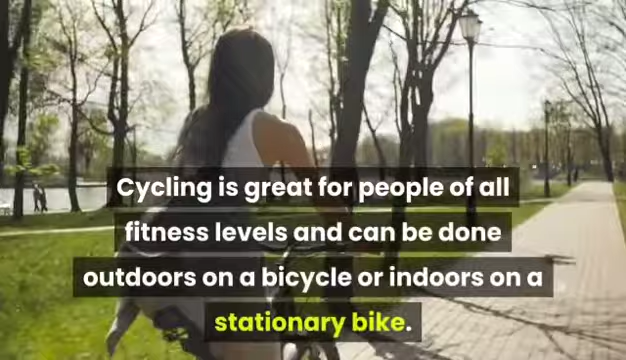 Cycling is great for people of all
fitness levels and can be done
outdoors on a bicycle or indoors on a
stationary bike.